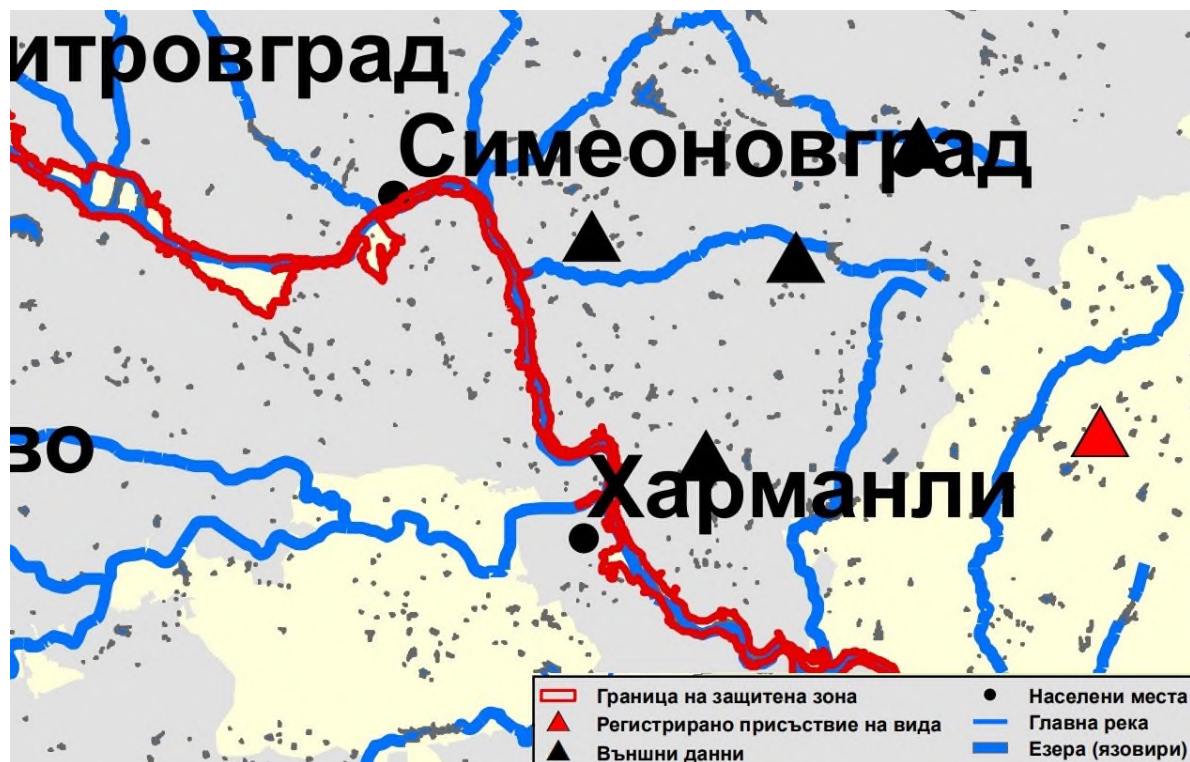 итровград
Симеоновград
во
Харманли
Граница на защитена зона
Регистрирано присъствие на вида
Външни данни
Населени места
Главна река
Езера (язовири)